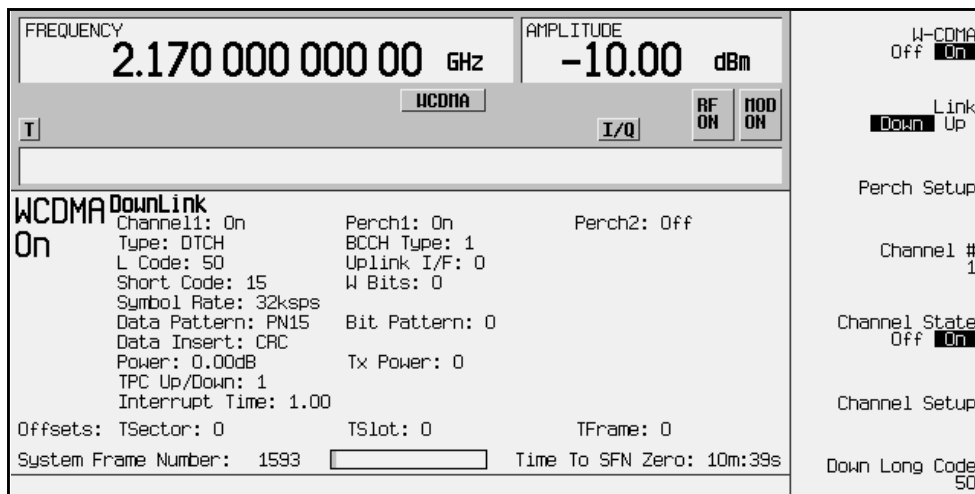 FREQUENCY
2.170 000 000 00 GHz
AMPLITUDE
-10.00 dBm
WCDMA
T
I/Q
RF ON
MOD ON
WCDMA On
DownLink
Channel1: On Perch1: On Perch2: Off
Type: DTCH BCCH Type: 1
L Code: 50 Uplink I/F: 0
Short Code: 15 W Bits: 0
Symbol Rate: 32ksps
Data Pattern: PN15 Bit Pattern: 0
Data Insert: CRC
Power: 0.00dB Tx Power: 0
TPC Up/Down: 1
Interrupt Time: 1.00
Offsets: TSector: 0 TSlot: 0 TFrame: 0
System Frame Number: 1593 Time To SFN Zero: 10m:39s
W-CDMA
Off On
Link
Down Up
Perch Setup
Channel #
1
Channel State
Off On
Channel Setup
Down Long Code
50